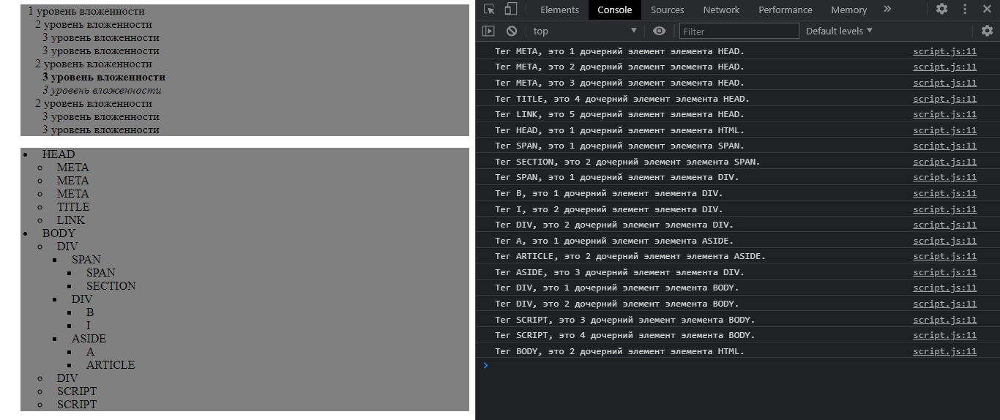 1 уровень вложенности
2 уровень вложенности
3 уровень вложенности
3 уровень вложенности
2 уровень вложенности
3 уровень вложенности
3 уровень вложенности
2 уровень вложенности
3 уровень вложенности
3 уровень вложенности
HEAD
META
META
META
TITLE
LINK
BODY
DIV
SPAN
SPAN
SECTION
DIV
B
I
ASIDE
A
ARTICLE
DIV
SCRIPT
SCRIPT
Elements Console Sources Network Performance Memory »
top Filter Default levels
Тег META, это 1 дочерний элемент элемента HEAD. script.js:11
Тег META, это 2 дочерний элемент элемента HEAD. script.js:11
Тег META, это 3 дочерний элемент элемента HEAD. script.js:11
Тег TITLE, это 4 дочерний элемент элемента HEAD. script.js:11
Тег LINK, это 5 дочерний элемент элемента HEAD. script.js:11
Тег HEAD, это 1 дочерний элемент элемента HTML. script.js:11
Тег SPAN, это 1 дочерний элемент элемента SPAN. script.js:11
Тег SECTION, это 2 дочерний элемент элемента SPAN. script.js:11
Тег SPAN, это 1 дочерний элемент элемента DIV. script.js:11
Тег B, это 1 дочерний элемент элемента DIV. script.js:11
Тег I, это 2 дочерний элемент элемента DIV. script.js:11
Тег DIV, это 2 дочерний элемент элемента DIV. script.js:11
Тег A, это 1 дочерний элемент элемента ASIDE. script.js:11
Тег ARTICLE, это 2 дочерний элемент элемента ASIDE. script.js:11
Тег ASIDE, это 3 дочерний элемент элемента DIV. script.js:11
Тег DIV, это 1 дочерний элемент элемента BODY. script.js:11
Тег DIV, это 2 дочерний элемент элемента BODY. script.js:11
Тег SCRIPT, это 3 дочерний элемент элемента BODY. script.js:11
Тег SCRIPT, это 4 дочерний элемент элемента BODY. script.js:11
Тег BODY, это 2 дочерний элемент элемента HTML. script.js:11